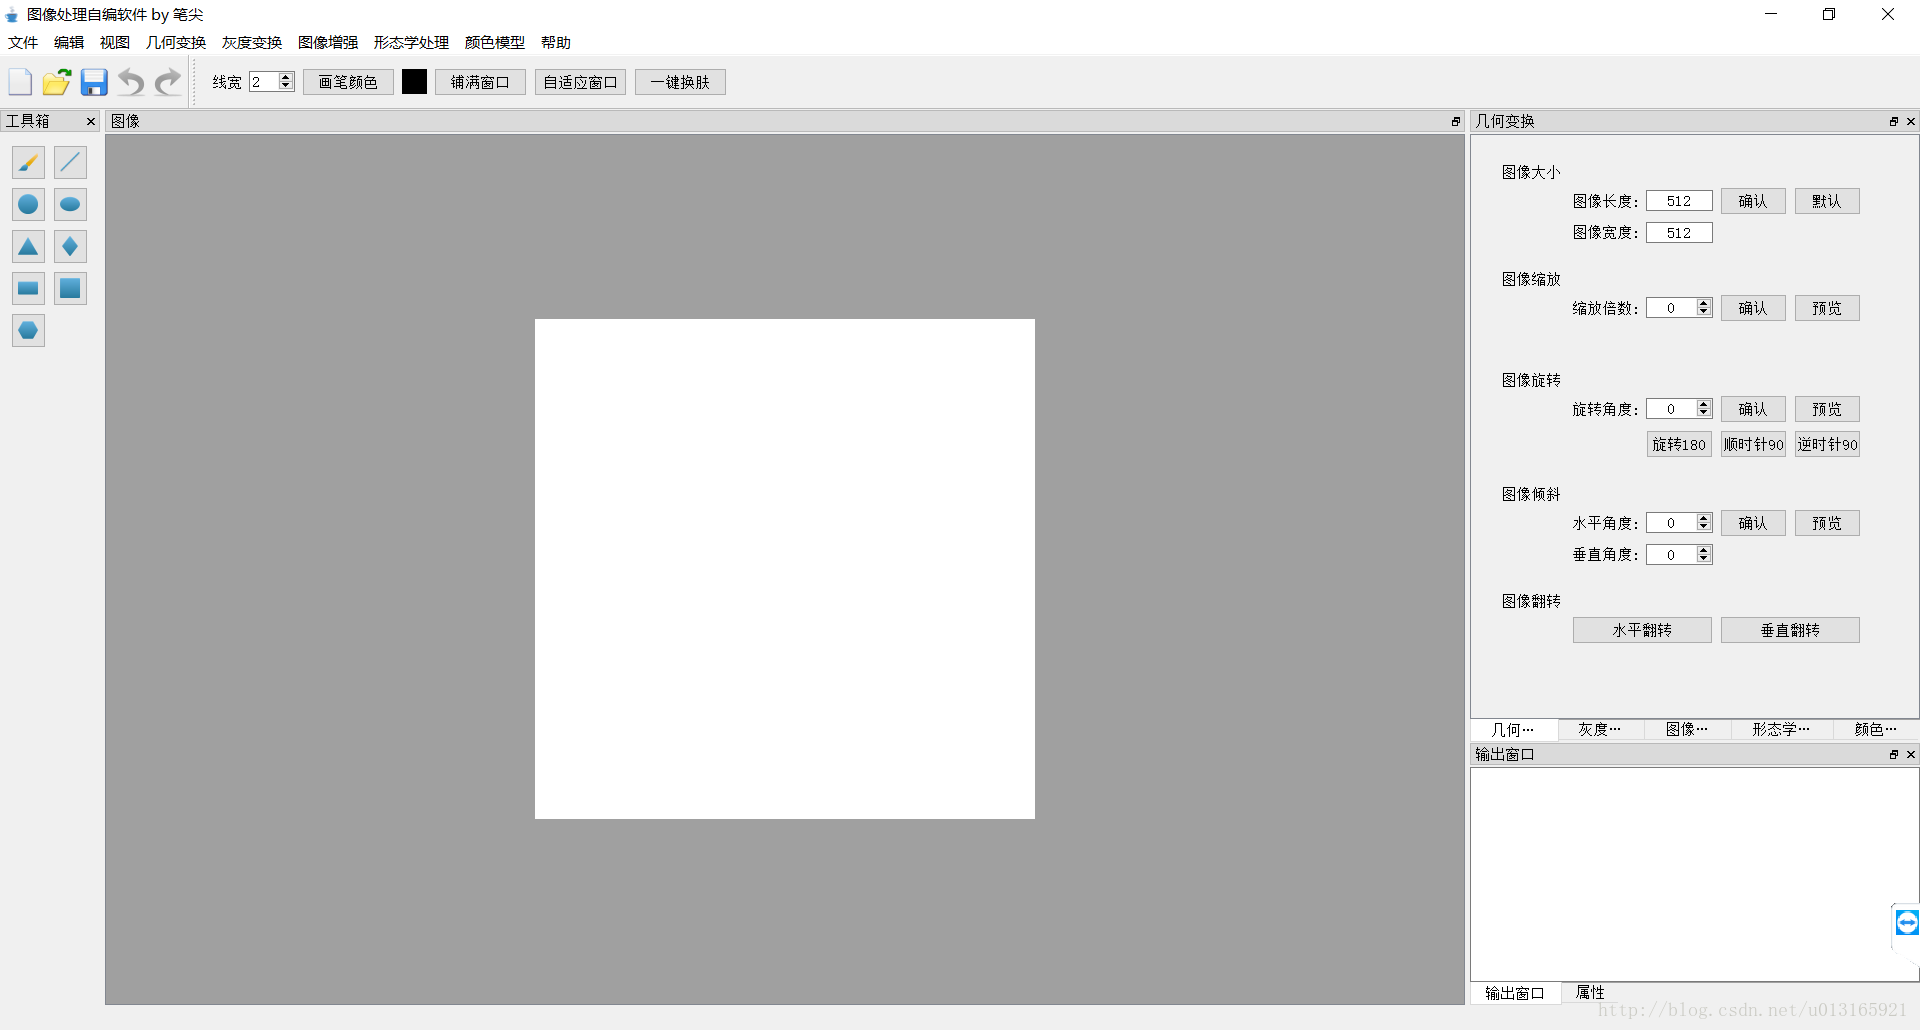 图像处理自编软件 by 笔尖
文件 编辑 视图 几何变换 灰度变换 图像增强 形态学处理 颜色模型 帮助
线宽 2 画笔颜色 铺满窗口 自适应窗口 一键换肤
工具箱
图像
几何变换
图像大小
图像长度： 512 确认 默认
图像宽度： 512
图像缩放
缩放倍数： 0 确认 预览
图像旋转
旋转角度： 0 确认 预览
旋转180 顺时针90 逆时针90
图像倾斜
水平角度： 0 确认 预览
垂直角度： 0
图像翻转
水平翻转 垂直翻转
几何… 灰度… 图像… 形态学… 颜色…
输出窗口
输出窗口 属性
http://blog.csdn.net/u013165921